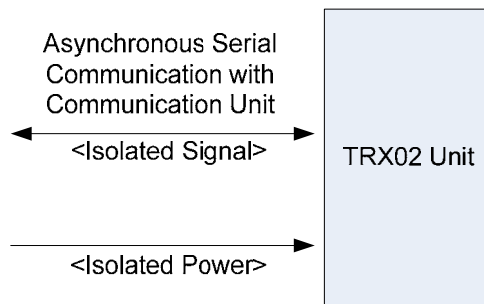 Asynchronous Serial
Communication with
Communication Unit
<Isolated Signal>
TRX02 Unit
<Isolated Power>